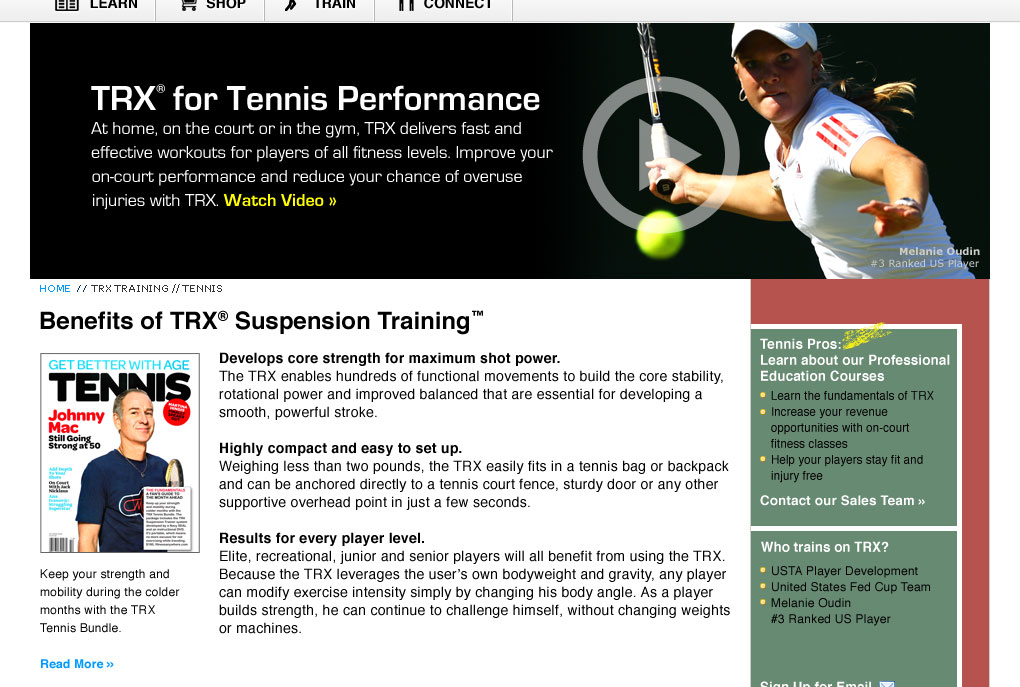 LEARN
SHOP
TRAIN
CONNECT
TRX® for Tennis Performance
At home, on the court or in the gym, TRX delivers fast and
effective workouts for players of all fitness levels. Improve your
on-court performance and reduce your chance of overuse
injuries with TRX. Watch Video »
Melanie Oudin
#3 Ranked US Player
HOME // TRX TRAINING // TENNIS
Benefits of TRX® Suspension Training™
GET BETTER WITH AGE
TENNIS
Johnny
Mac
Still Going
Strong at 50
Keep your strength and
mobility during the colder
months with the TRX
Tennis Bundle.
Read More »
Develops core strength for maximum shot power.
The TRX enables hundreds of functional movements to build the core stability,
rotational power and improved balanced that are essential for developing a
smooth, powerful stroke.
Highly compact and easy to set up.
Weighing less than two pounds, the TRX easily fits in a tennis bag or backpack
and can be anchored directly to a tennis court fence, sturdy door or any other
supportive overhead point in just a few seconds.
Results for every player level.
Elite, recreational, junior and senior players will all benefit from using the TRX.
Because the TRX leverages the user's own bodyweight and gravity, any player
can modify exercise intensity simply by changing his body angle. As a player
builds strength, he can continue to challenge himself, without changing weights
or machines.
Tennis Pros:
Learn about our Professional
Education Courses
Learn the fundamentals of TRX
Increase your revenue
opportunities with on-court
fitness classes
Help your players stay fit and
injury free
Contact our Sales Team »
Who trains on TRX?
USTA Player Development
United States Fed Cup Team
Melanie Oudin
#3 Ranked US Player
Sign Up for Email